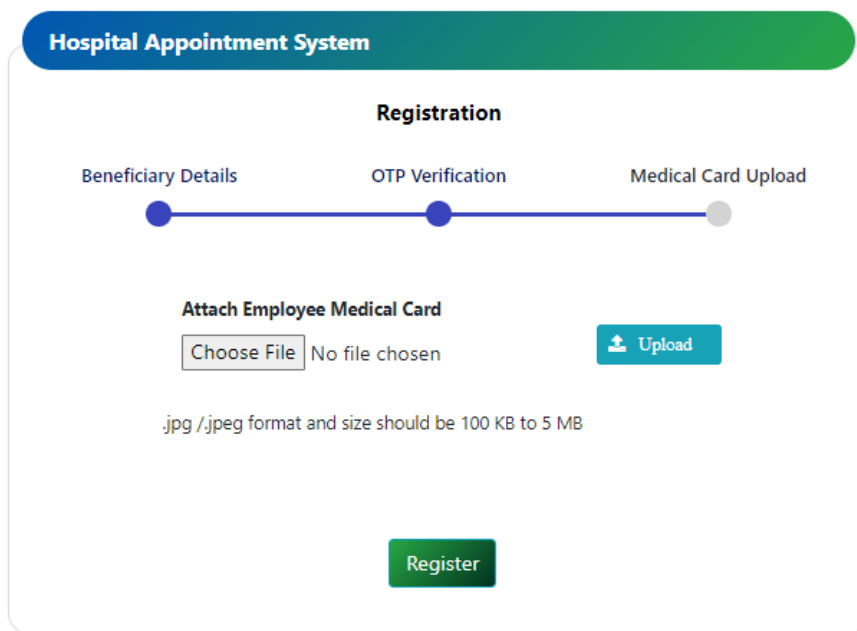 Hospital Appointment System
Registration
Beneficiary Details OTP Verification Medical Card Upload
Attach Employee Medical Card
Choose File No file chosen Upload
.jpg /.jpeg format and size should be 100 KB to 5 MB
Register